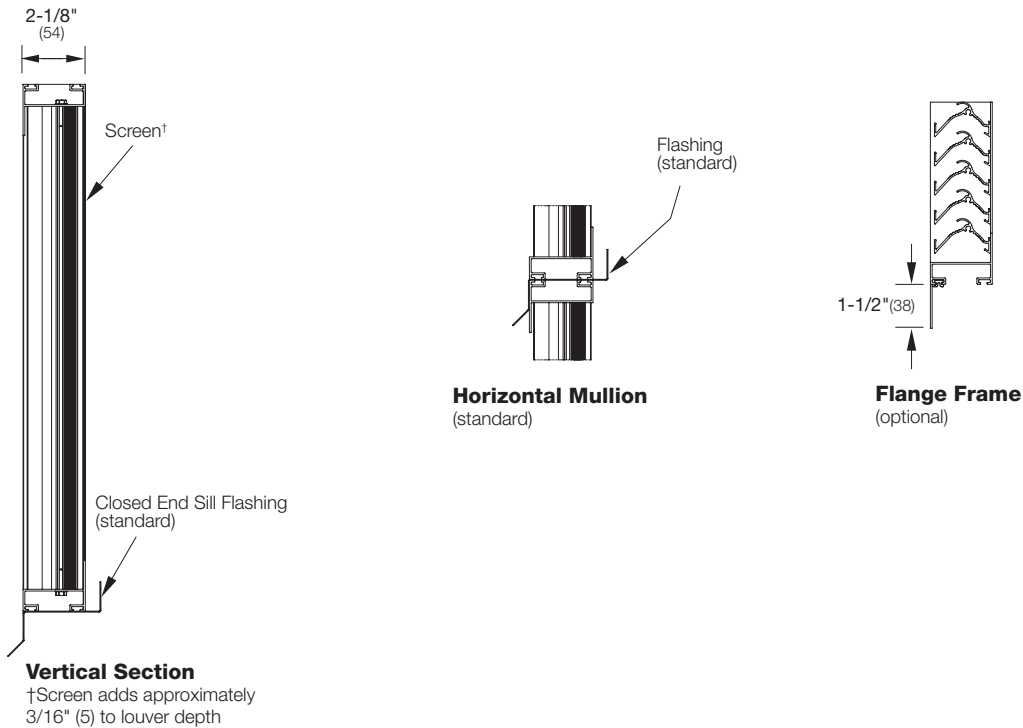 2-1/8"
(54)
Screen†
Closed End Sill Flashing
(standard)
Vertical Section
†Screen adds approximately
3/16" (5) to louver depth
Flashing
(standard)
Horizontal Mullion
(standard)
1-1/2"(38)
Flange Frame
(optional)